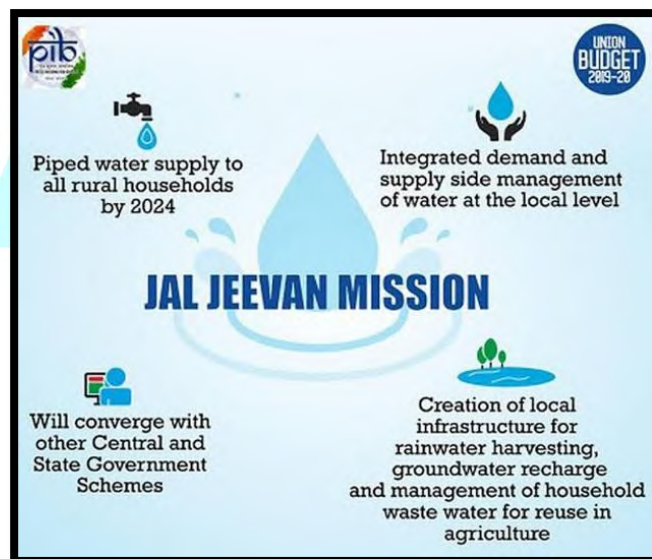 pib
UNION
BUDGET
2019-20
Piped water supply to
all rural households
by 2024
Integrated demand and
supply side management
of water at the local level
JAL JEEVAN MISSION
Will converge with
other Central and
State Government
Schemes
Creation of local
infrastructure for
rainwater harvesting,
groundwater recharge
and management of household
waste water for reuse in
agriculture